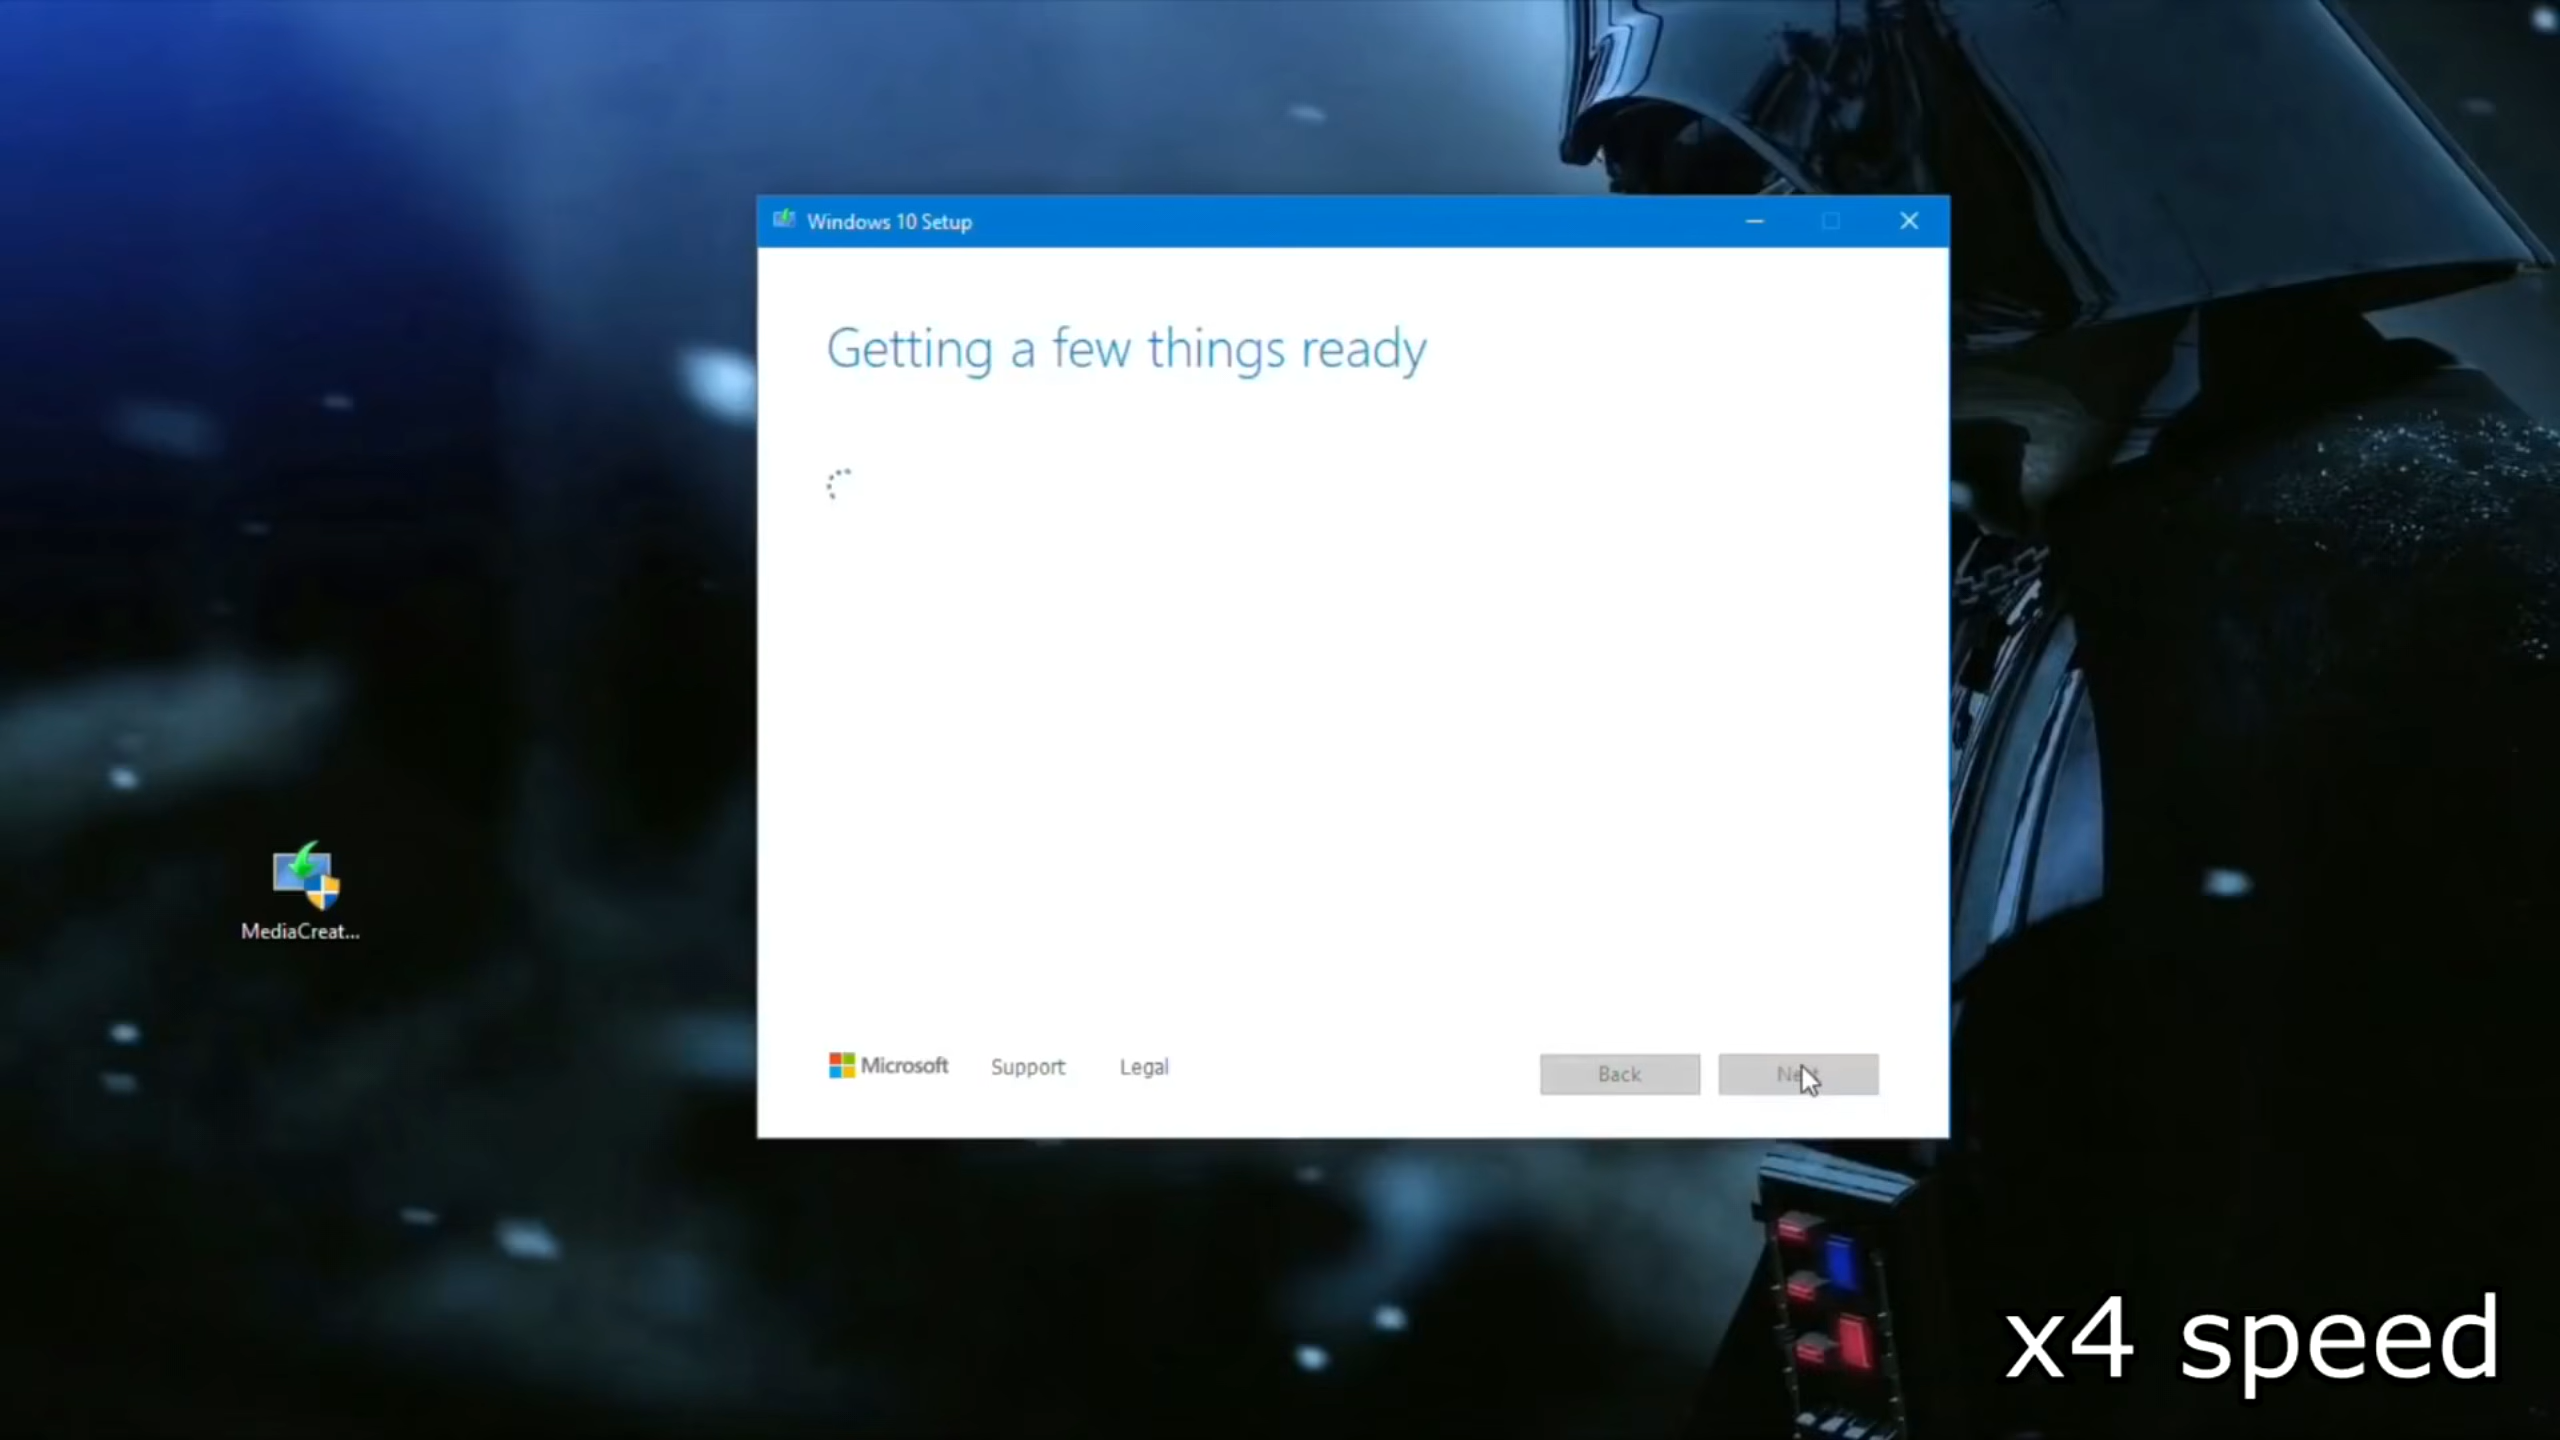 Windows 10 Setup
Getting a few things ready
MediaCreat...
Microsoft Support Legal
Back
x4 speed